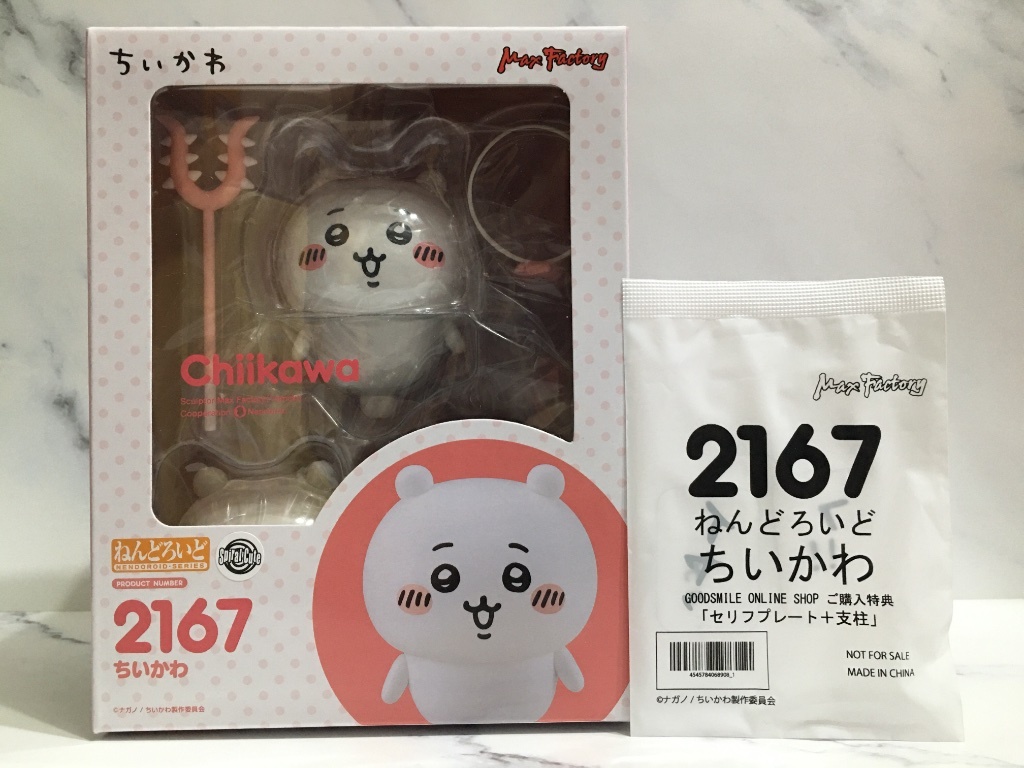 ちいかわ
Max Factory
Chiikawa
ねんどろいど
NENDOROID-SERIES
PRODUCT NUMBER
2167
ちいかわ
©ナガノ / ちいかわ製作委員会
Max Factory
2167
ねんどろいど
ちいかわ
GOODSMILE ONLINE SHOP ご購入特典
「セリフプレート+支柱」
4545784068908_1
NOT FOR SALE
MADE IN CHINA
©ナガノ / ちいかわ製作委員会